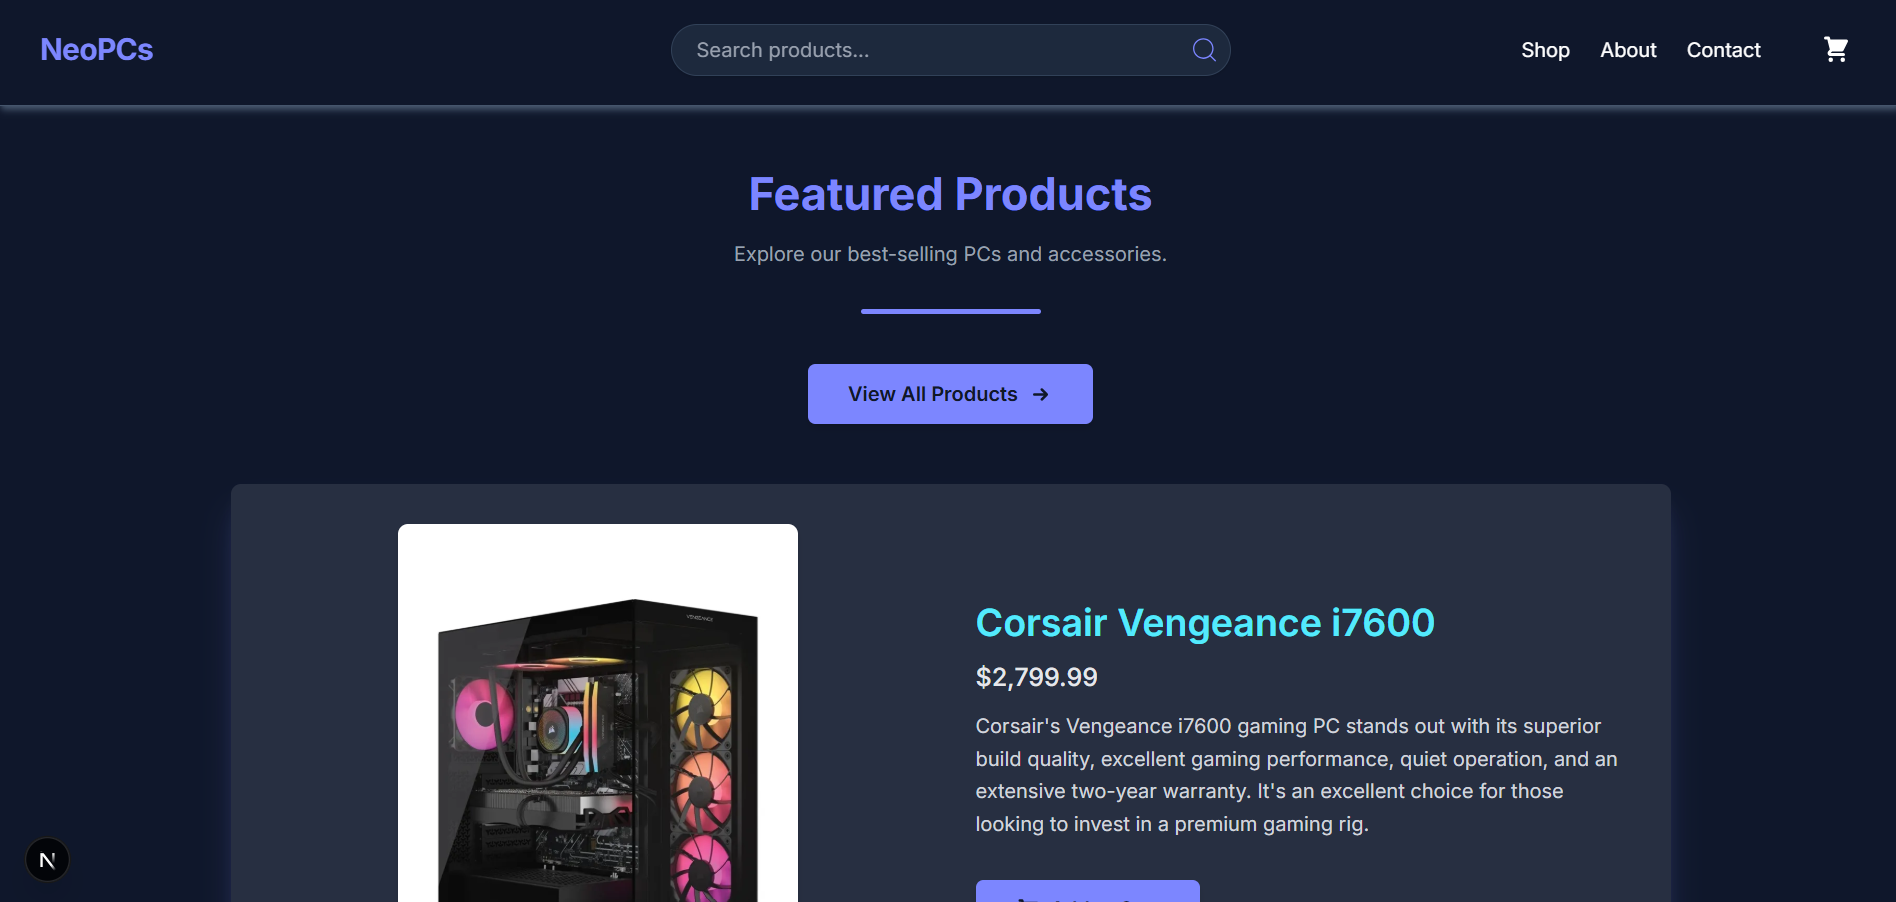 NeoPCs
Search products...
Shop
About
Contact
Featured Products
Explore our best-selling PCs and accessories.
View All Products
Corsair Vengeance i7600
$2,799.99
Corsair's Vengeance i7600 gaming PC stands out with its superior
build quality, excellent gaming performance, quiet operation, and an
extensive two-year warranty. It's an excellent choice for those
looking to invest in a premium gaming rig.
VENGEANCE
N